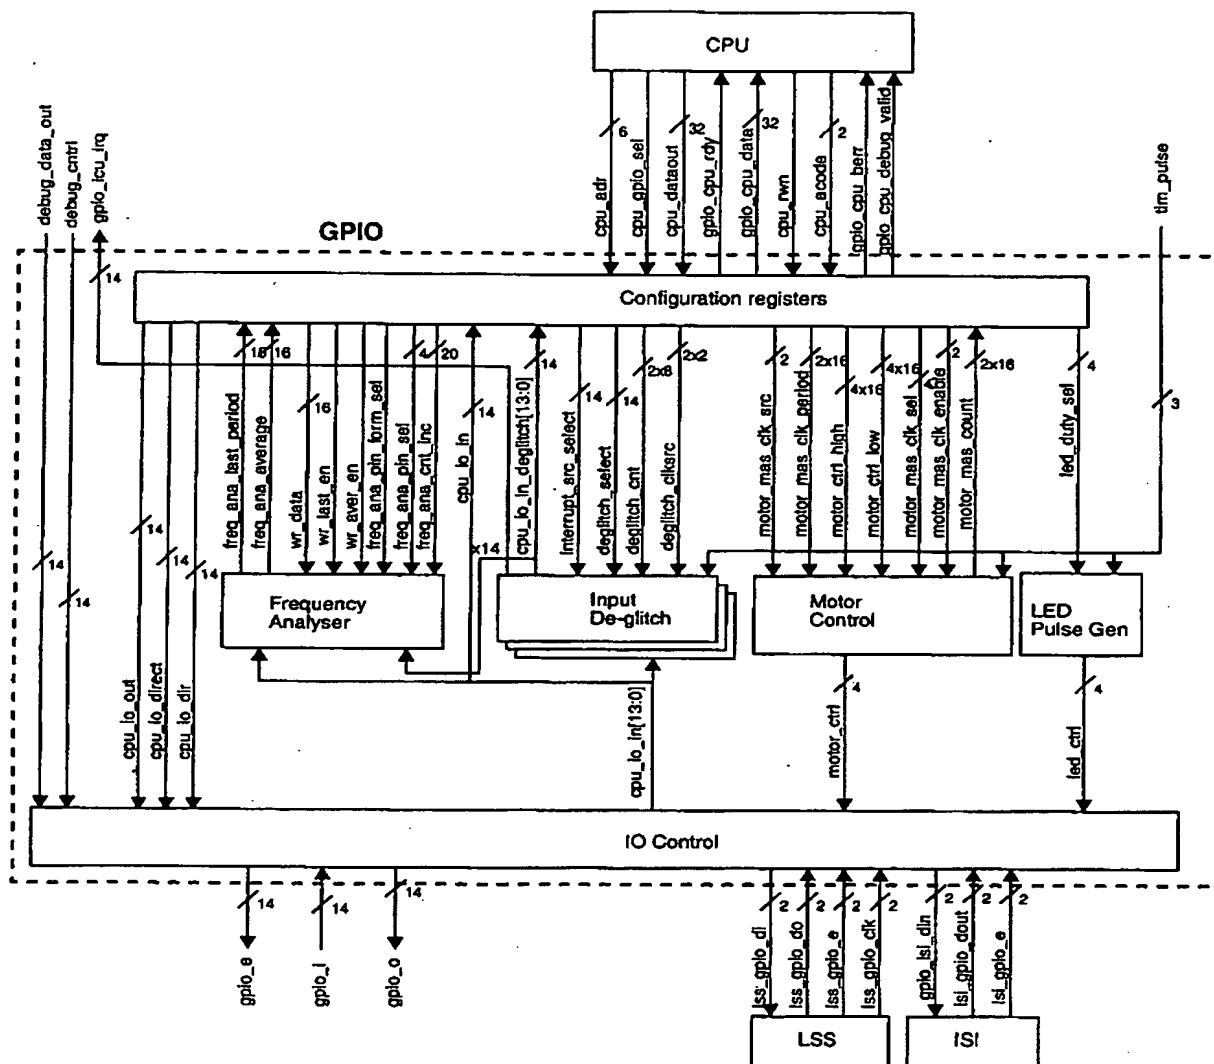 CPU
6
32
32
2
cpu_adr
cpu_gpio_sel
cpu_dataout
gpio_cpu_rdy
gpio_cpu_data
cpu_rwn
cpu_acode
gpio_cpu_berr
gpio_cpu_debug_valid
debug_data_out
debug_cntrl
gpio_icu_irq
tim_pulse
GPIO
14
Configuration registers
16
4
20
14
2
2x16
4x16
2
2x16
4
3
14
14
2x8
2x2
4x16
4
16
14
freq_ana_last_period
freq_ana_average
wr_data
wr_last_en
wr_aver_en
freq_ana_pin_form_sel
freq_ana_pin_sel
freq_ana_cnt_inc
cpu_io_in
cpu_io_in_deglitch[13:0]
interrupt_src_select
deglitch_select
deglitch_cnt
deglitch_clksrc
motor_mas_clk_src
motor_mas_clk_period
motor_ctrl_high
motor_ctrl_low
motor_mas_clk_sel
motor_mas_clk_enable
motor_mas_count
led_duty_sel
14
14
14
14
14
x14
Frequency
Analyser
Input
De-glitch
Motor
Control
LED
Pulse Gen
cpu_io_out
cpu_io_direct
cpu_io_dir
cpu_io_in[13:0]
motor_ctrl
4
led_ctrl
4
IO Control
14
14
14
2
2
2
2
2
2
2
gpio_e
gpio_i
gpio_o
lss_gpio_di
lss_gpio_do
lss_gpio_e
lss_gpio_clk
gpio_isi_din
isi_gpio_dout
isi_gpio_e
LSS
ISI